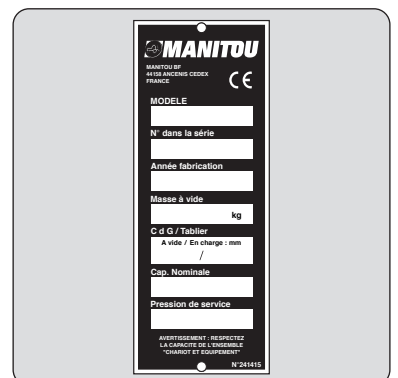 MANITOU
MANITOU BF
44158 ANCENIS CEDEX
FRANCE
CE
MODELE
N° dans la série
Année fabrication
Masse à vide
kg
C d G / Tablier
A vide / En charge : mm
/
Cap. Nominale
Pression de service
AVERTISSEMENT : RESPECTEZ
LA CAPACITE DE L'ENSEMBLE
"CHARIOT ET EQUIPEMENT"
N°241415